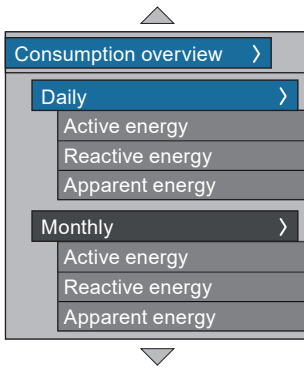 Consumption overview
Daily
Active energy
Reactive energy
Apparent energy
Monthly
Active energy
Reactive energy
Apparent energy